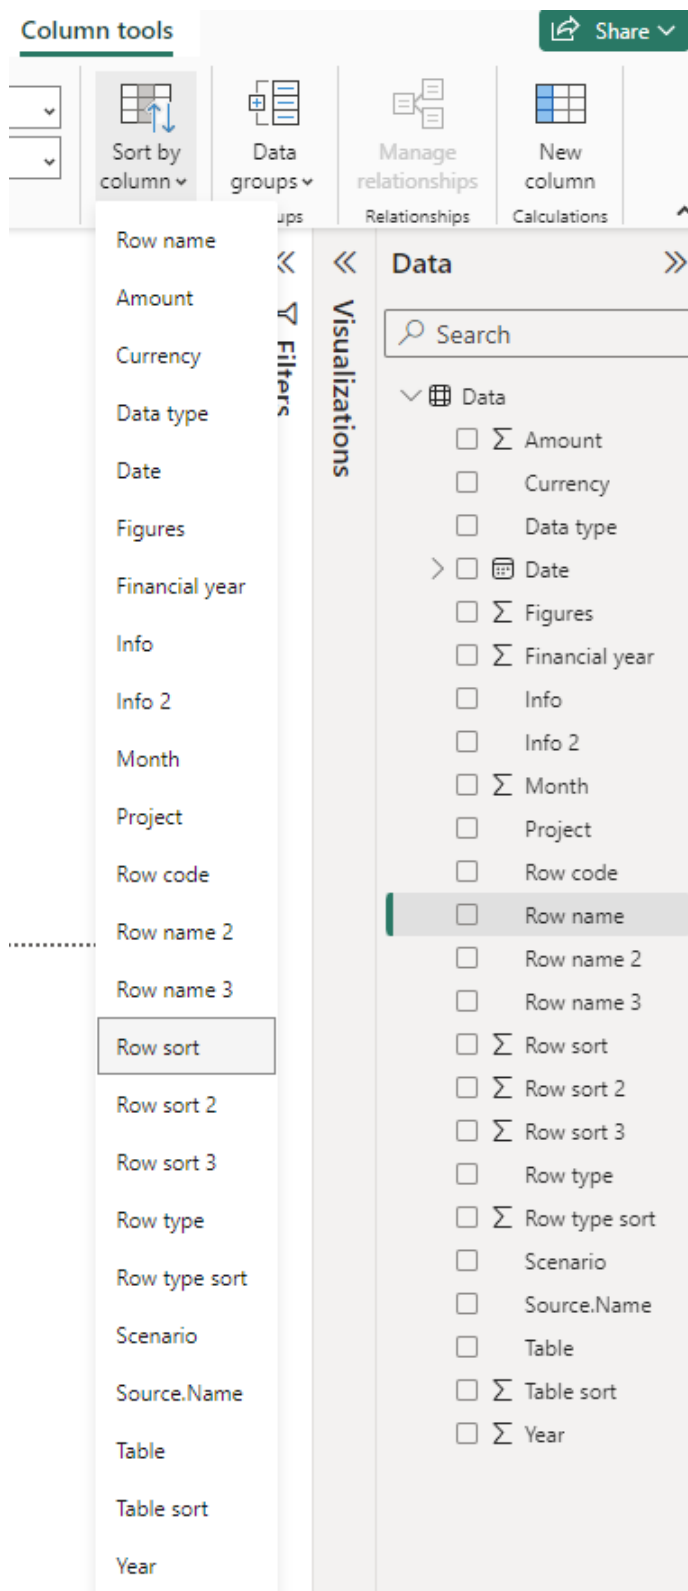 Column tools
Share
Sort by
column
Data
groups
Manage
relationships
New
column
ups
Relationships
Calculations
Row name
Amount
Currency
Data type
Date
Figures
Financial year
Info
Info 2
Month
Project
Row code
Row name 2
Row name 3
Row sort
Row sort 2
Row sort 3
Row type
Row type sort
Scenario
Source.Name
Table
Table sort
Year
Filters
Visualizations
Data
Search
Data
Amount
Currency
Data type
Date
Figures
Financial year
Info
Info 2
Month
Project
Row code
Row name
Row name 2
Row name 3
Row sort
Row sort 2
Row sort 3
Row type
Row type sort
Scenario
Source.Name
Table
Table sort
Year